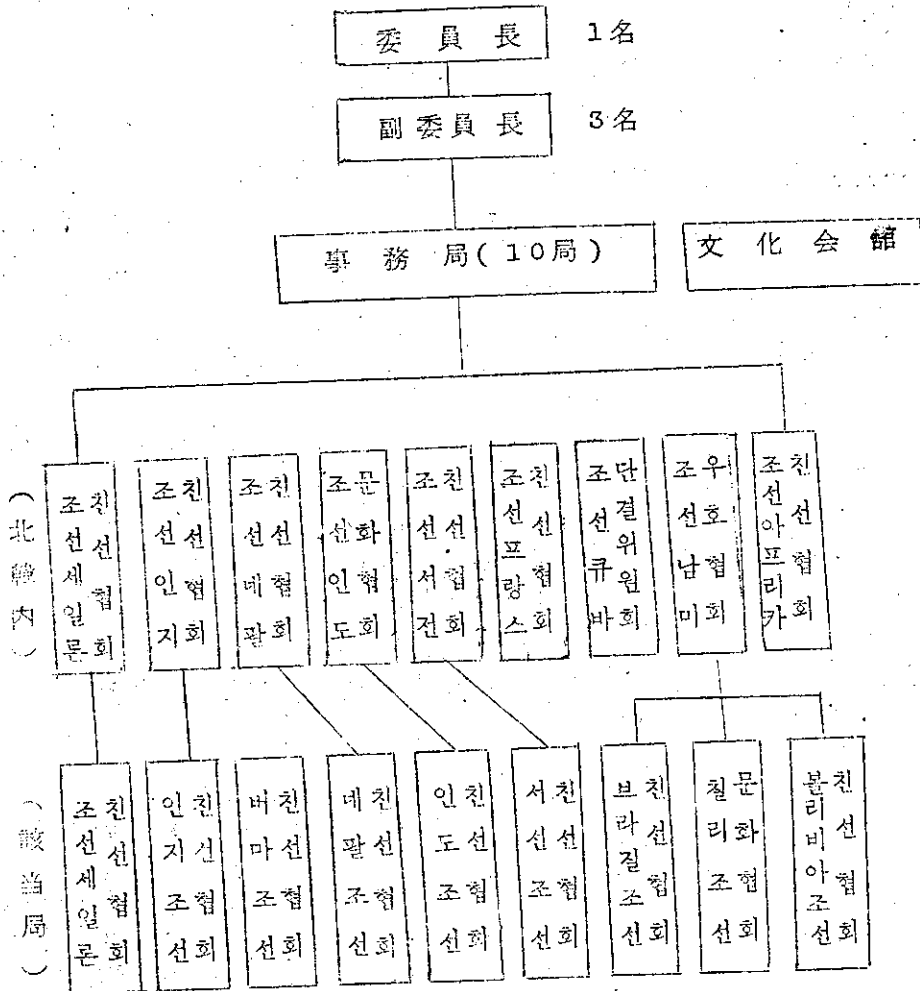 委員長 1名
副委員長 3名
事務局(10局)
文化会舘
(北韓内)
조선세일론
친선협회
조선인지
친선협회
조선네팔
친선협회
조선인도
문화협회
조선서전
친선협회
조선프랑스
친선협회
조선큐바
단결위원회
조선남미
우호협회
조선아프리카
친선협회
(該当局)
조선세일론
친선협회
인지조선
친선협회
버마조선
친선협회
네팔조선
친선협회
인도조선
친선협회
서신조선
친선협회
브라질조선
친선협회
칠리조선
문화협회
볼리비아조선
친선협회